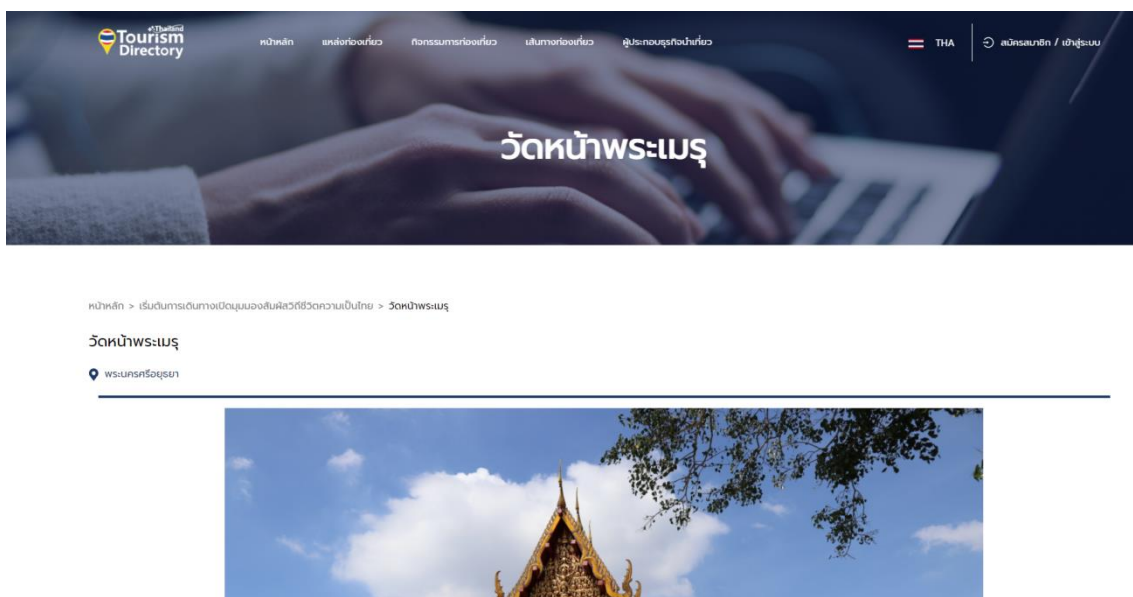 Thailand
Tourism
Directory
หน้าหลัก แหล่งท่องเที่ยว กิจกรรมการท่องเที่ยว เส้นทางท่องเที่ยว ผู้ประกอบธุรกิจนำเที่ยว THA สมัครสมาชิก / เข้าสู่ระบบ
วัดหน้าพระเมรุ
หน้าหลัก > เริ่มต้นการเดินทางเปิดมุมมองสัมผัสวิถีชีวิตความเป็นไทย > วัดหน้าพระเมรุ
วัดหน้าพระเมรุ
พระนครศรีอยุธยา